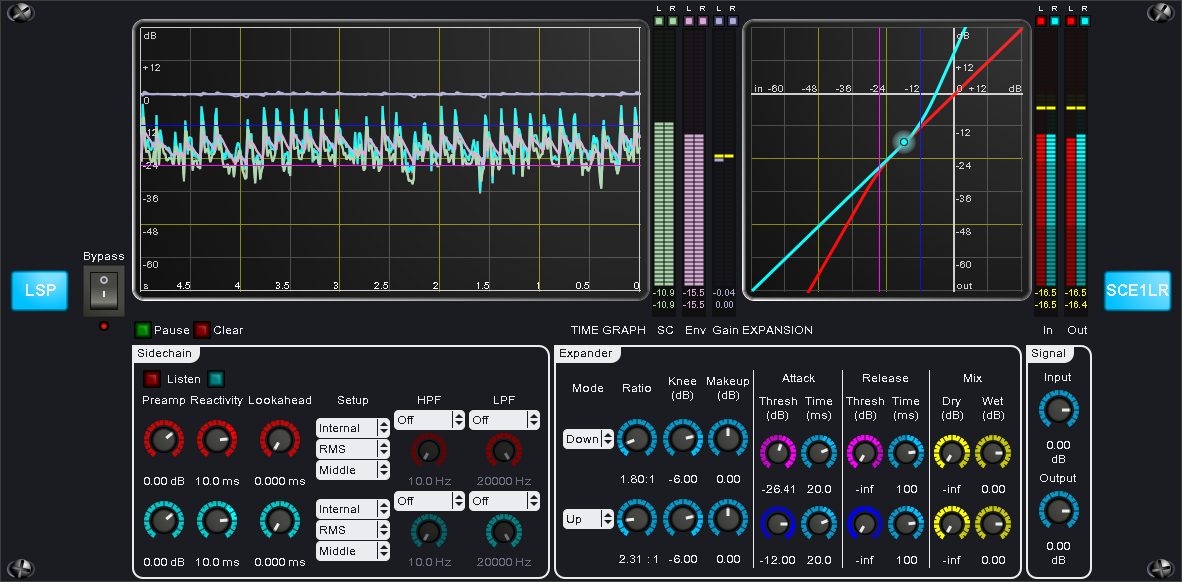 L R L R L R
L R L R
dB
+12
0
-12
-24
-36
-48
-60
s 4.5 4 3.5 3 2.5 2 1.5 1 0.5 0
dB
+12
in -60 -48 -36 -24 -12 0 +12 dB
-12
-24
-36
-48
-60
out
-10.9 -15.5 -0.04
-10.9 -15.5 0.00
-16.5 -16.5
-16.5 -16.4
LSP
Bypass
SCE1LR
Pause Clear
TIME GRAPH SC Env Gain EXPANSION In Out
Sidechain
Listen
Preamp Reactivity Lookahead Setup HPF LPF
Internal Off Off
RMS
Middle
0.00 dB 10.0 ms 0.000 ms 10.0 Hz 20000 Hz
Internal Off Off
RMS
Middle
0.00 dB 10.0 ms 0.000 ms 10.0 Hz 20000 Hz
Expander
Mode Ratio Knee (dB) Makeup (dB) Attack Release Mix
Thresh (dB) Time (ms) Thresh (dB) Time (ms) Dry (dB) Wet (dB)
Down
1.80:1 -6.00 0.00 -26.41 20.0 -inf 100 -inf 0.00
Up
2.31 : 1 -6.00 0.00 -12.00 20.0 -inf 100 -inf 0.00
Signal
Input
0.00
dB
Output
0.00
dB